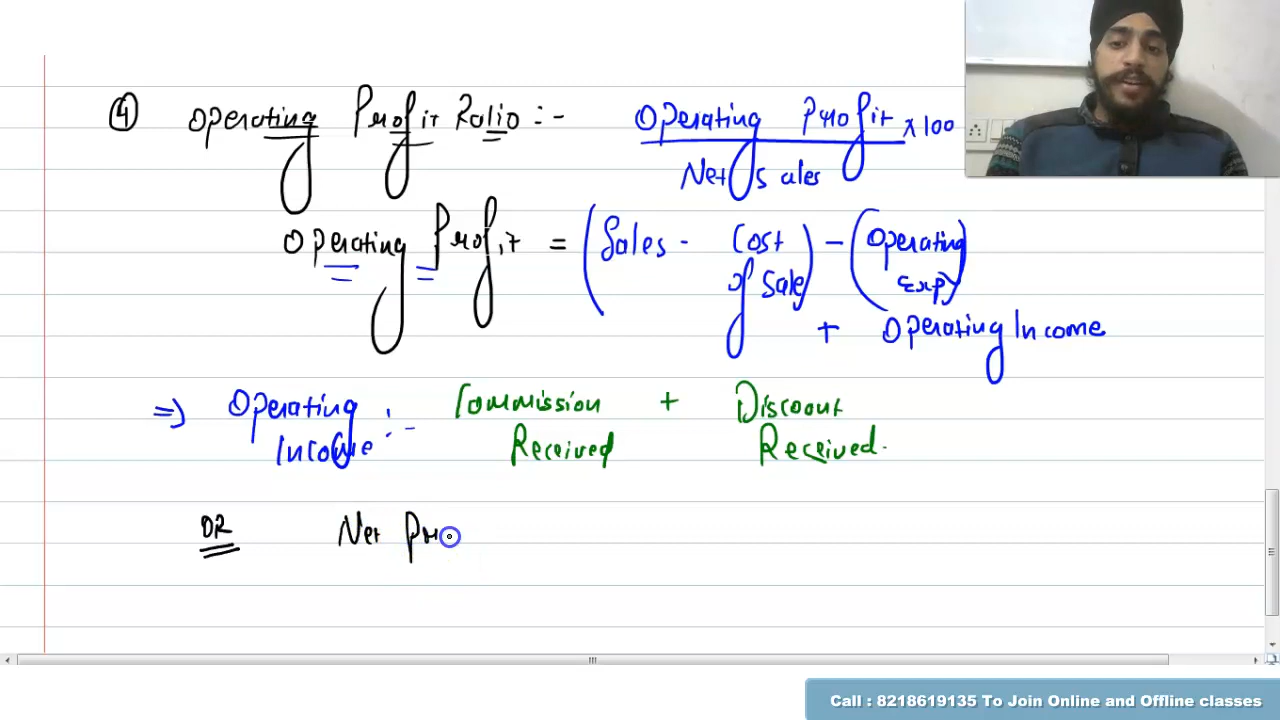 ④ Operating Profit Ratio :- Operating Profit x 100
Net Sales
Operating Profit = (Sales - Cost of Sale) - (Operating Exp)
+ Operating Income
=) Operating Income :- Commission Received + Discount Received.
OR Net Pr
Call : 8218619135 To Join Online and Offline classes